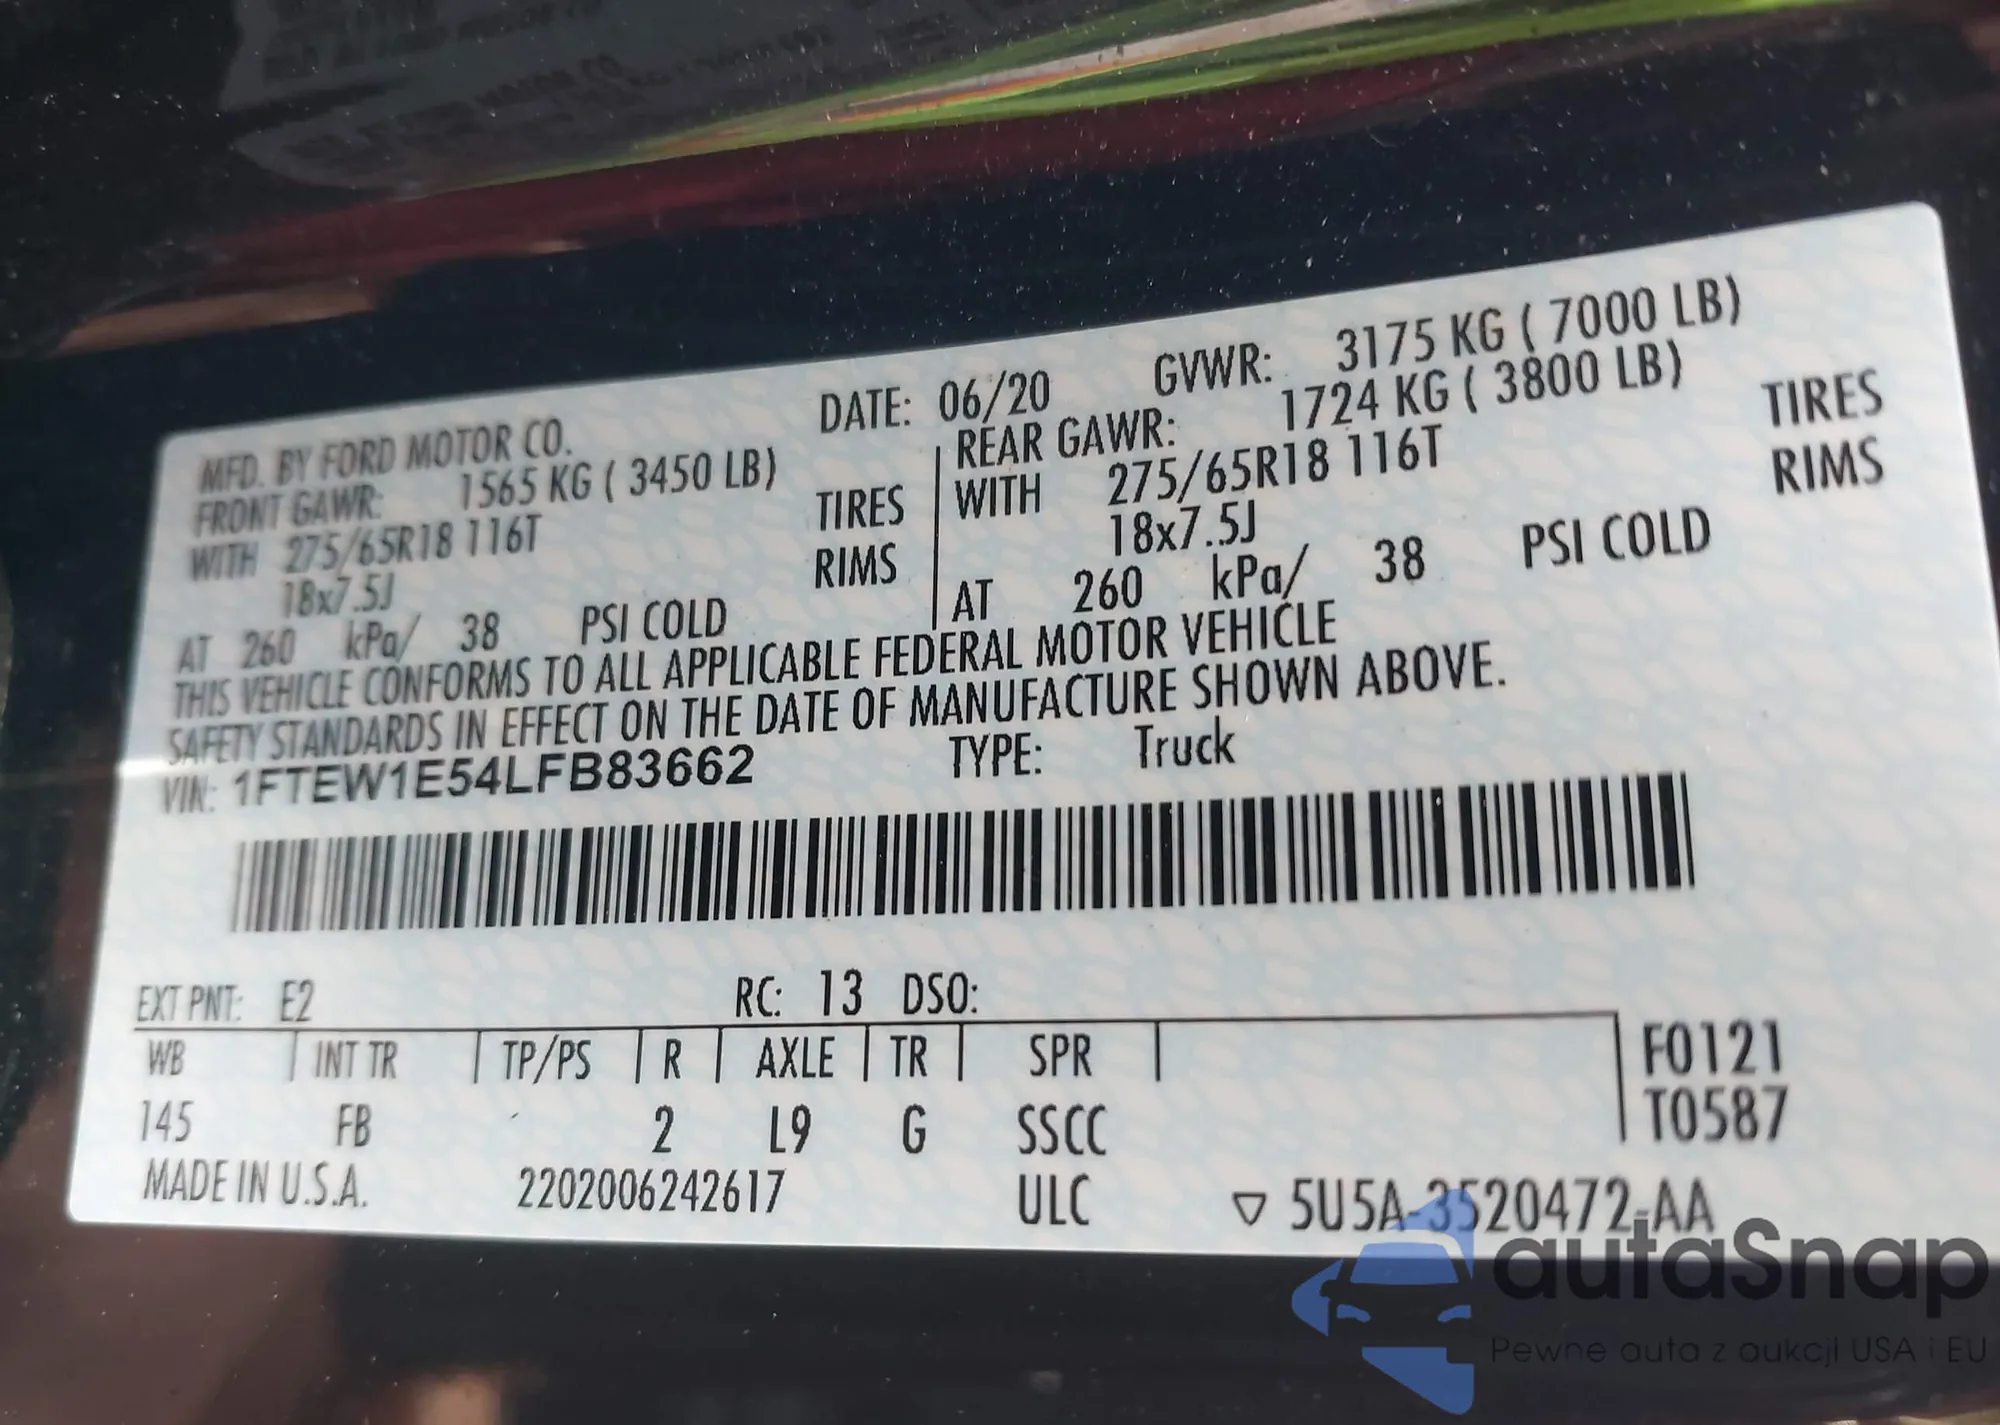 MFD. BY FORD MOTOR CO. DATE: 06/20 GVWR: 3175 KG ( 7000 LB)
FRONT GAWR: 1565 KG ( 3450 LB)
WITH 275/65R18 116T TIRES
18x7.5J RIMS
AT 260 kPa/ 38 PSI COLD
REAR GAWR: 1724 KG ( 3800 LB)
WITH 275/65R18 116T TIRES
18x7.5J RIMS
AT 260 kPa/ 38 PSI COLD
THIS VEHICLE CONFORMS TO ALL APPLICABLE FEDERAL MOTOR VEHICLE
SAFETY STANDARDS IN EFFECT ON THE DATE OF MANUFACTURE SHOWN ABOVE.
VIN: 1FTEW1E54LFB83662 TYPE: Truck
EXT PNT: E2 RC: 13 DSO:
WB INT TR TP/PS R AXLE TR SPR F0121
145 FB 2 L9 G SSCC T0587
MADE IN U.S.A. 2202006242617 ULC ▽ 5U5A-3520472-AA
autaSnap
Pewne auta z aukcji USA i EU